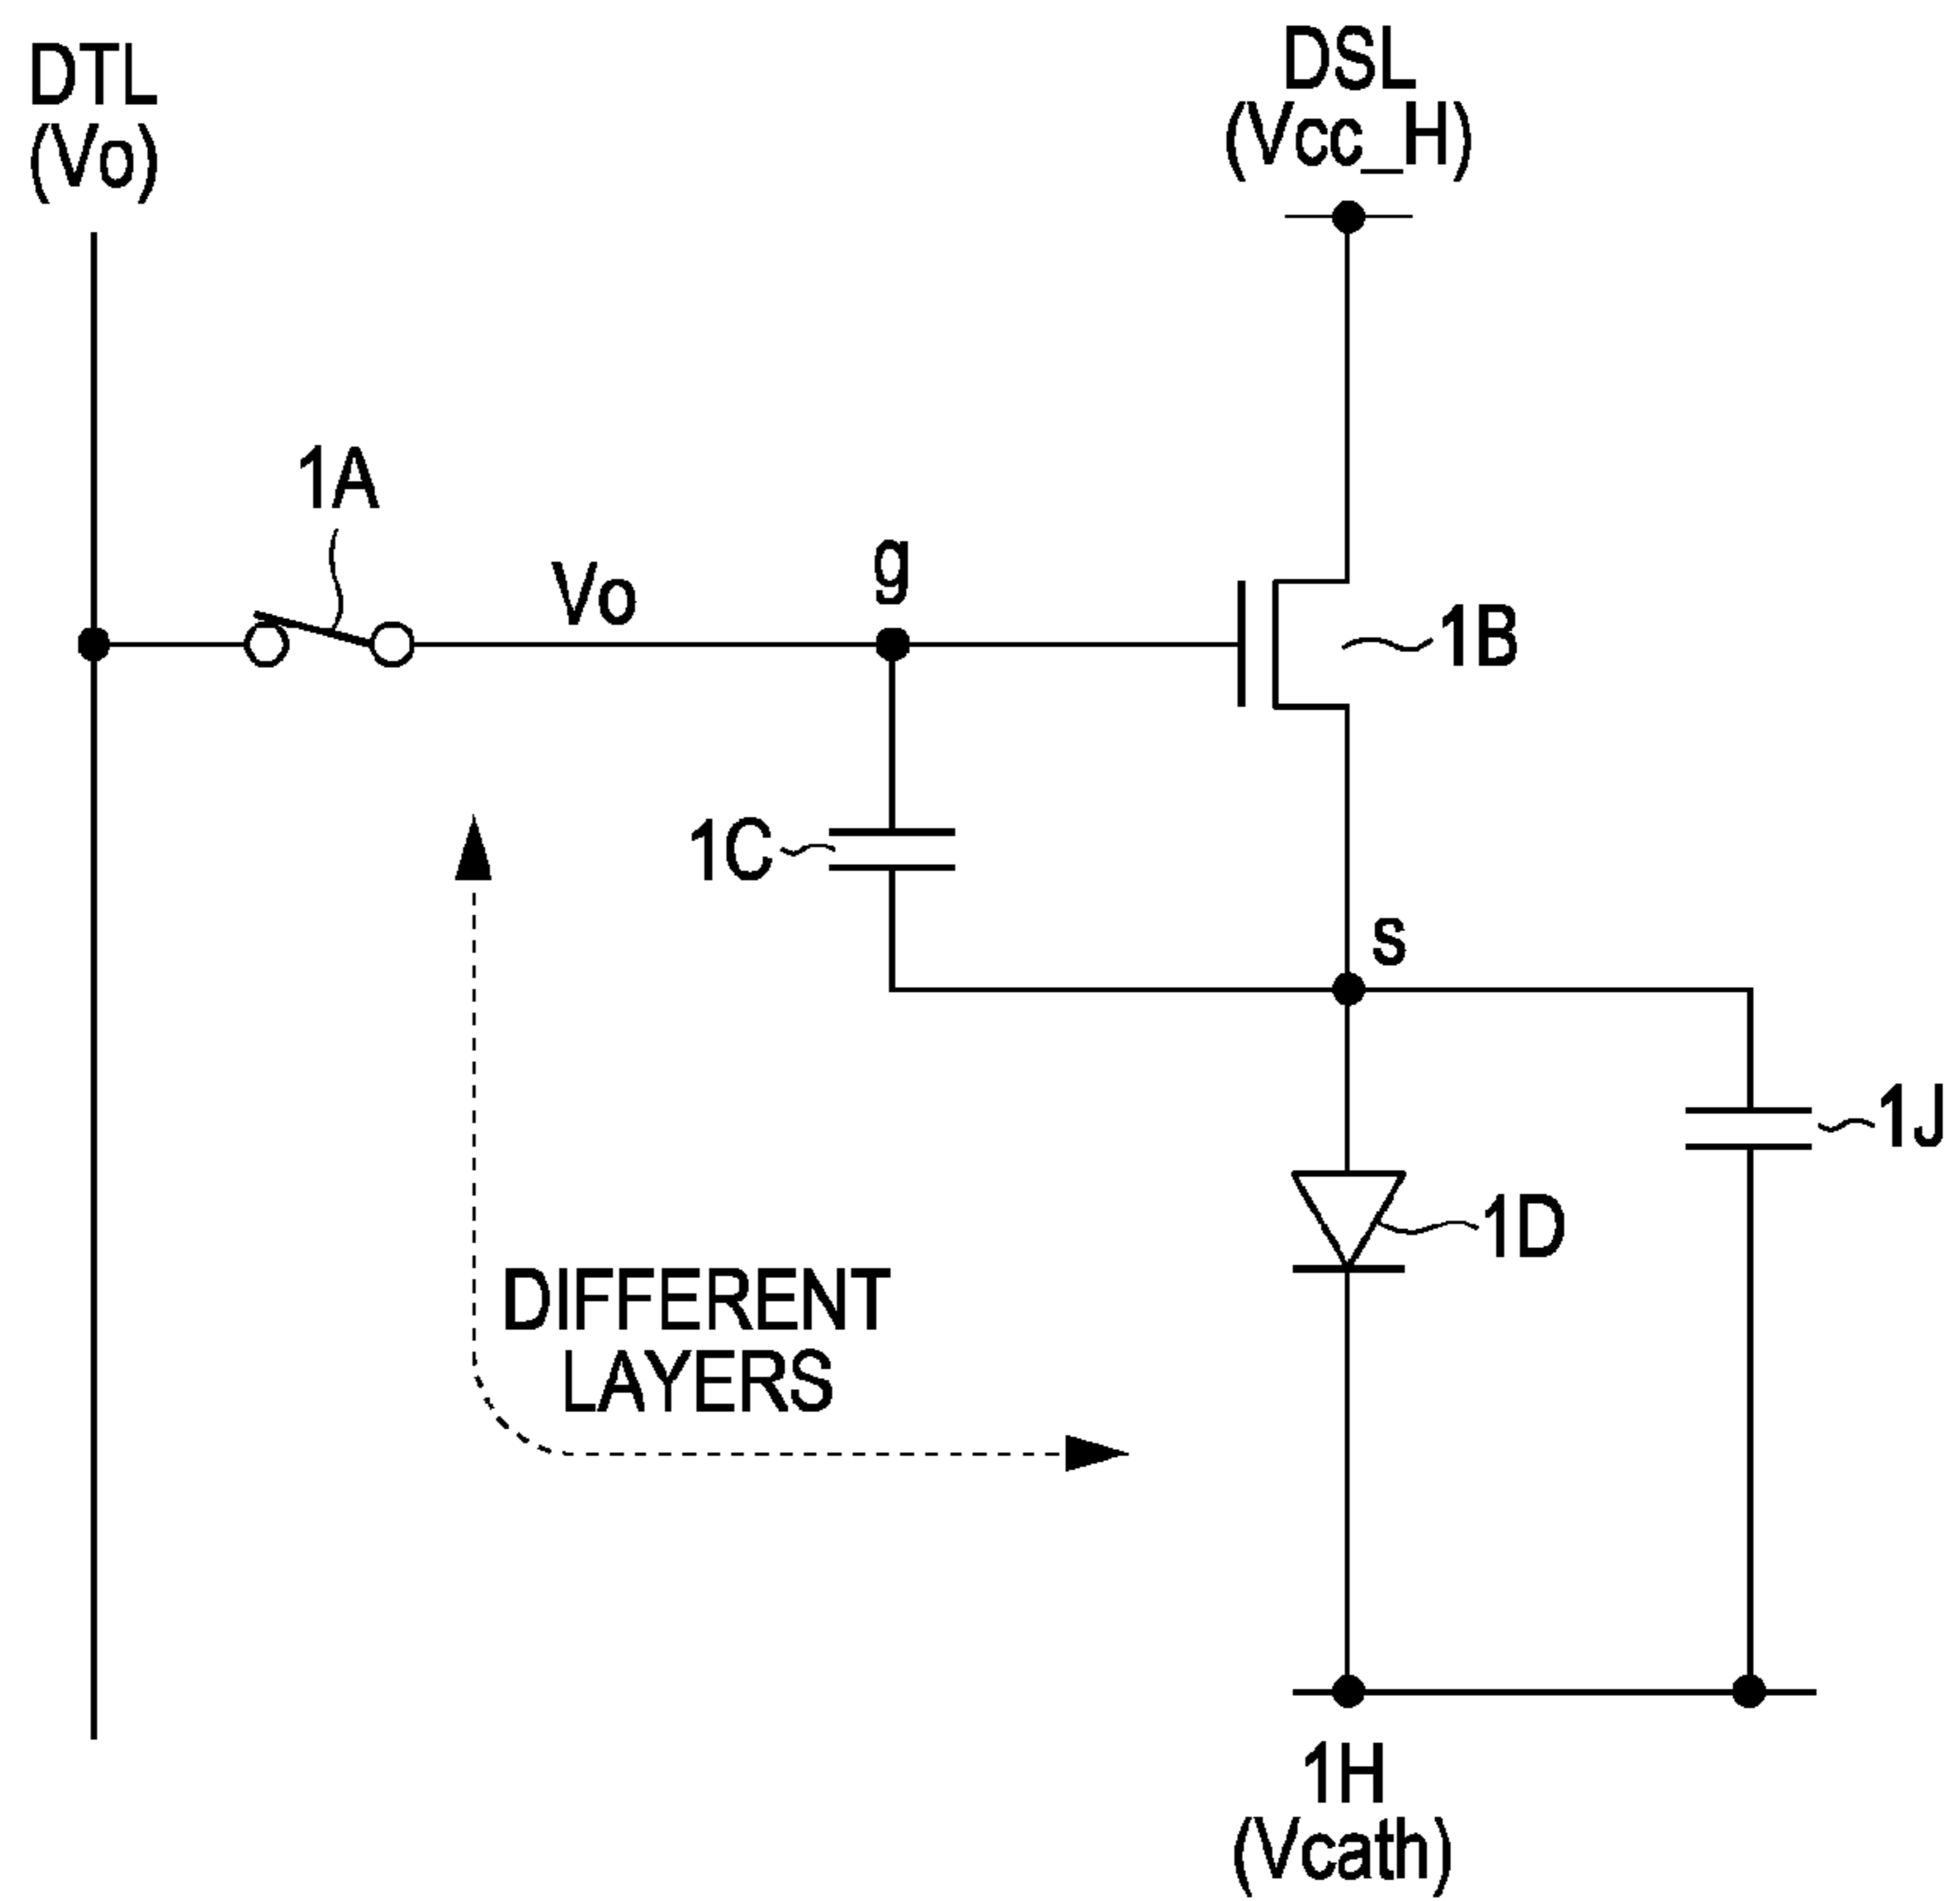 DTL
(Vo)
DSL
(Vcc_H)
1A
Vo
g
1B
1C
s
1J
1D
DIFFERENT
LAYERS
1H
(Vcath)